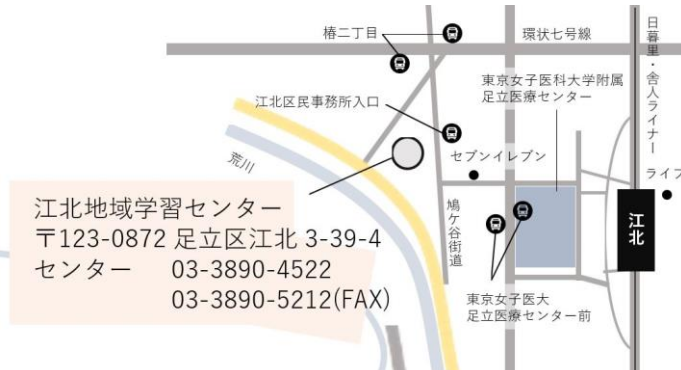 椿二丁目
環状七号線
日暮里・舎人ライナー
東京女子医科大学附属
足立医療センター
江北区民事務所入口
荒川
セブンイレブン
ライフ
江北地域学習センター
〒123-0872 足立区江北 3-39-4
センター 03-3890-4522
03-3890-5212(FAX)
鳩ケ谷街道
江北
東京女子医大
足立医療センター前